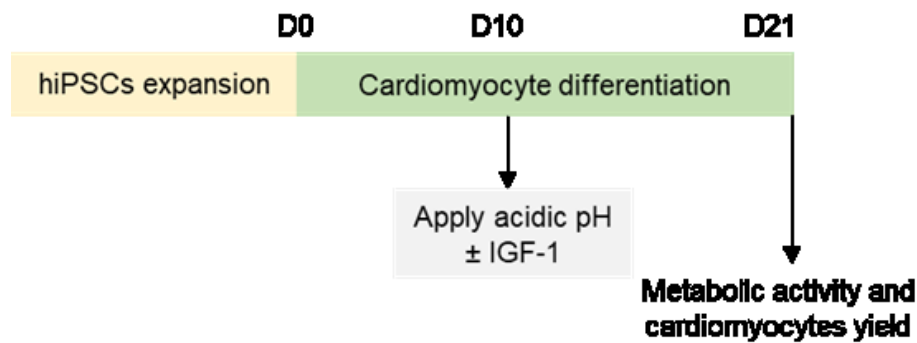 D0 D10 D21
hiPSCs expansion Cardiomyocyte differentiation
Apply acidic pH
± IGF-1
Metabolic activity and
cardiomyocytes yield